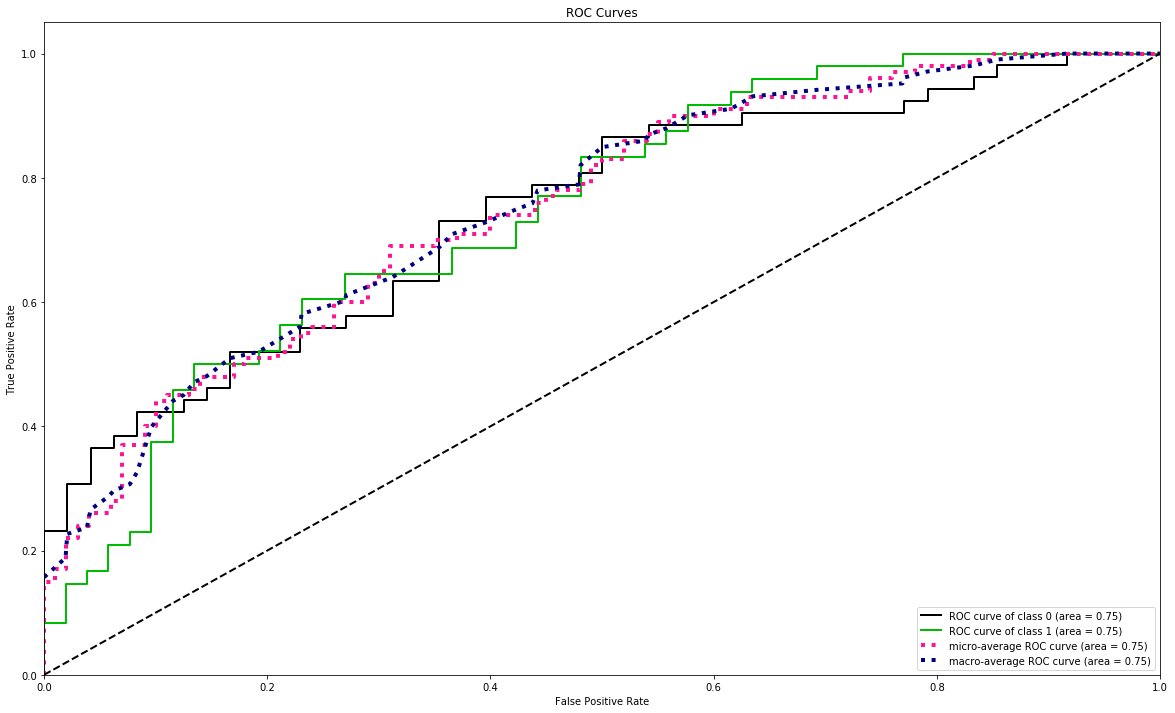 ROC Curves
True Positive Rate
1.0
0.8
0.6
0.4
0.2
0.0
0.0 0.2 0.4 0.6 0.8 1.0
False Positive Rate
ROC curve of class 0 (area = 0.75)
ROC curve of class 1 (area = 0.75)
micro-average ROC curve (area = 0.75)
macro-average ROC curve (area = 0.75)